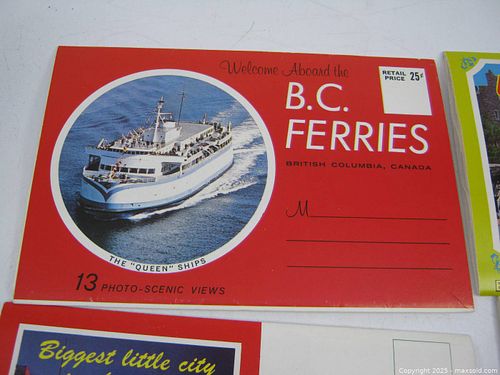 Welcome Aboard the
RETAIL
PRICE 25¢
B.C.
FERRIES
BRITISH COLUMBIA, CANADA
M
THE "QUEEN" SHIPS
13 PHOTO-SCENIC VIEWS
Biggest little city
Copyright 2025 - maxsold.com